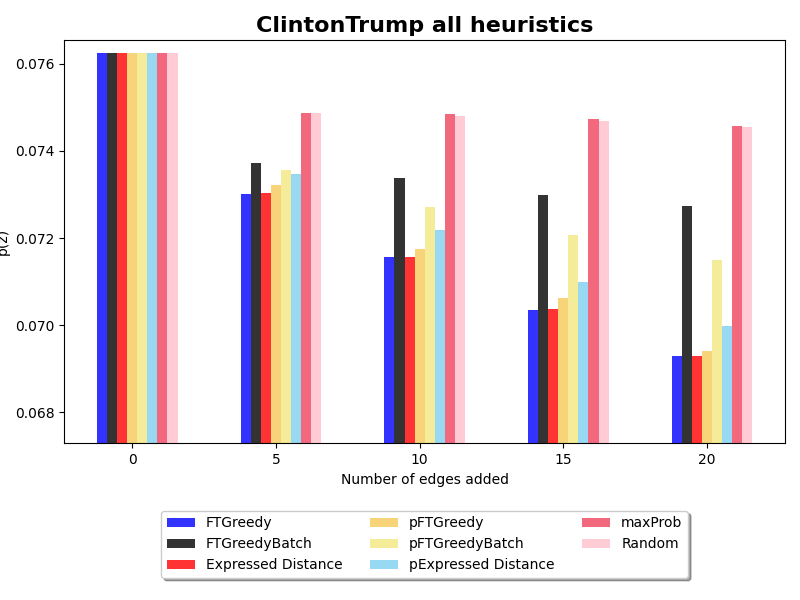 ClintonTrump all heuristics
0.076
0.074
0.072
0.070
0.068
p(2)
0 5 10 15 20
Number of edges added
FTGreedy pFTGreedy maxProb
FTGreedyBatch pFTGreedyBatch Random
Expressed Distance pExpressed Distance